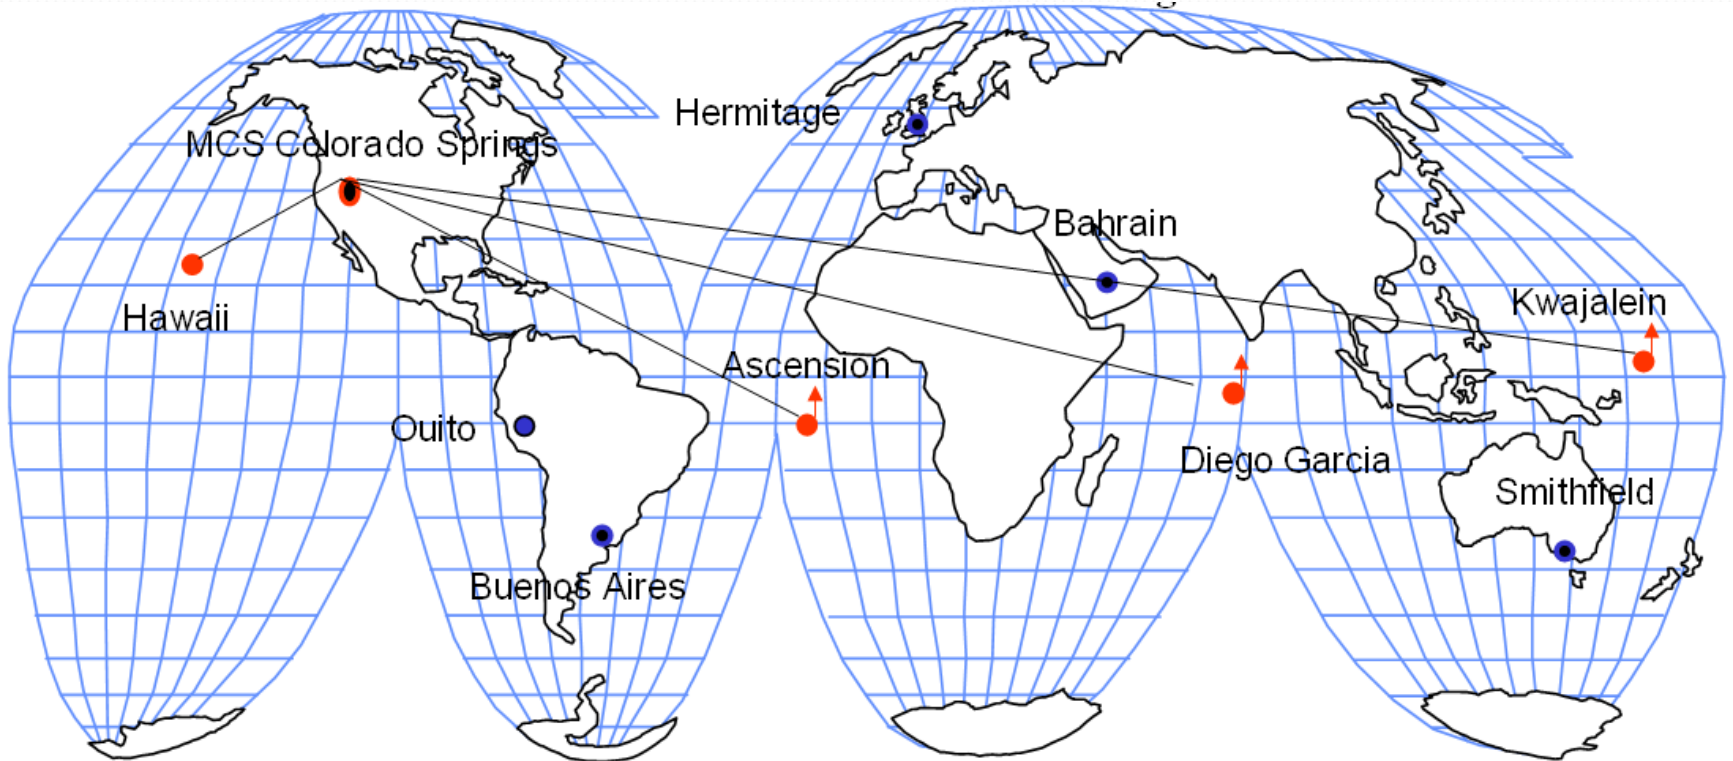 Hermitage
MCS Colorado Springs
Bahrain
Kwajalein
Hawaii
Ascension
Ouito
Diego Garcia
Smithfield
Buenos Aires